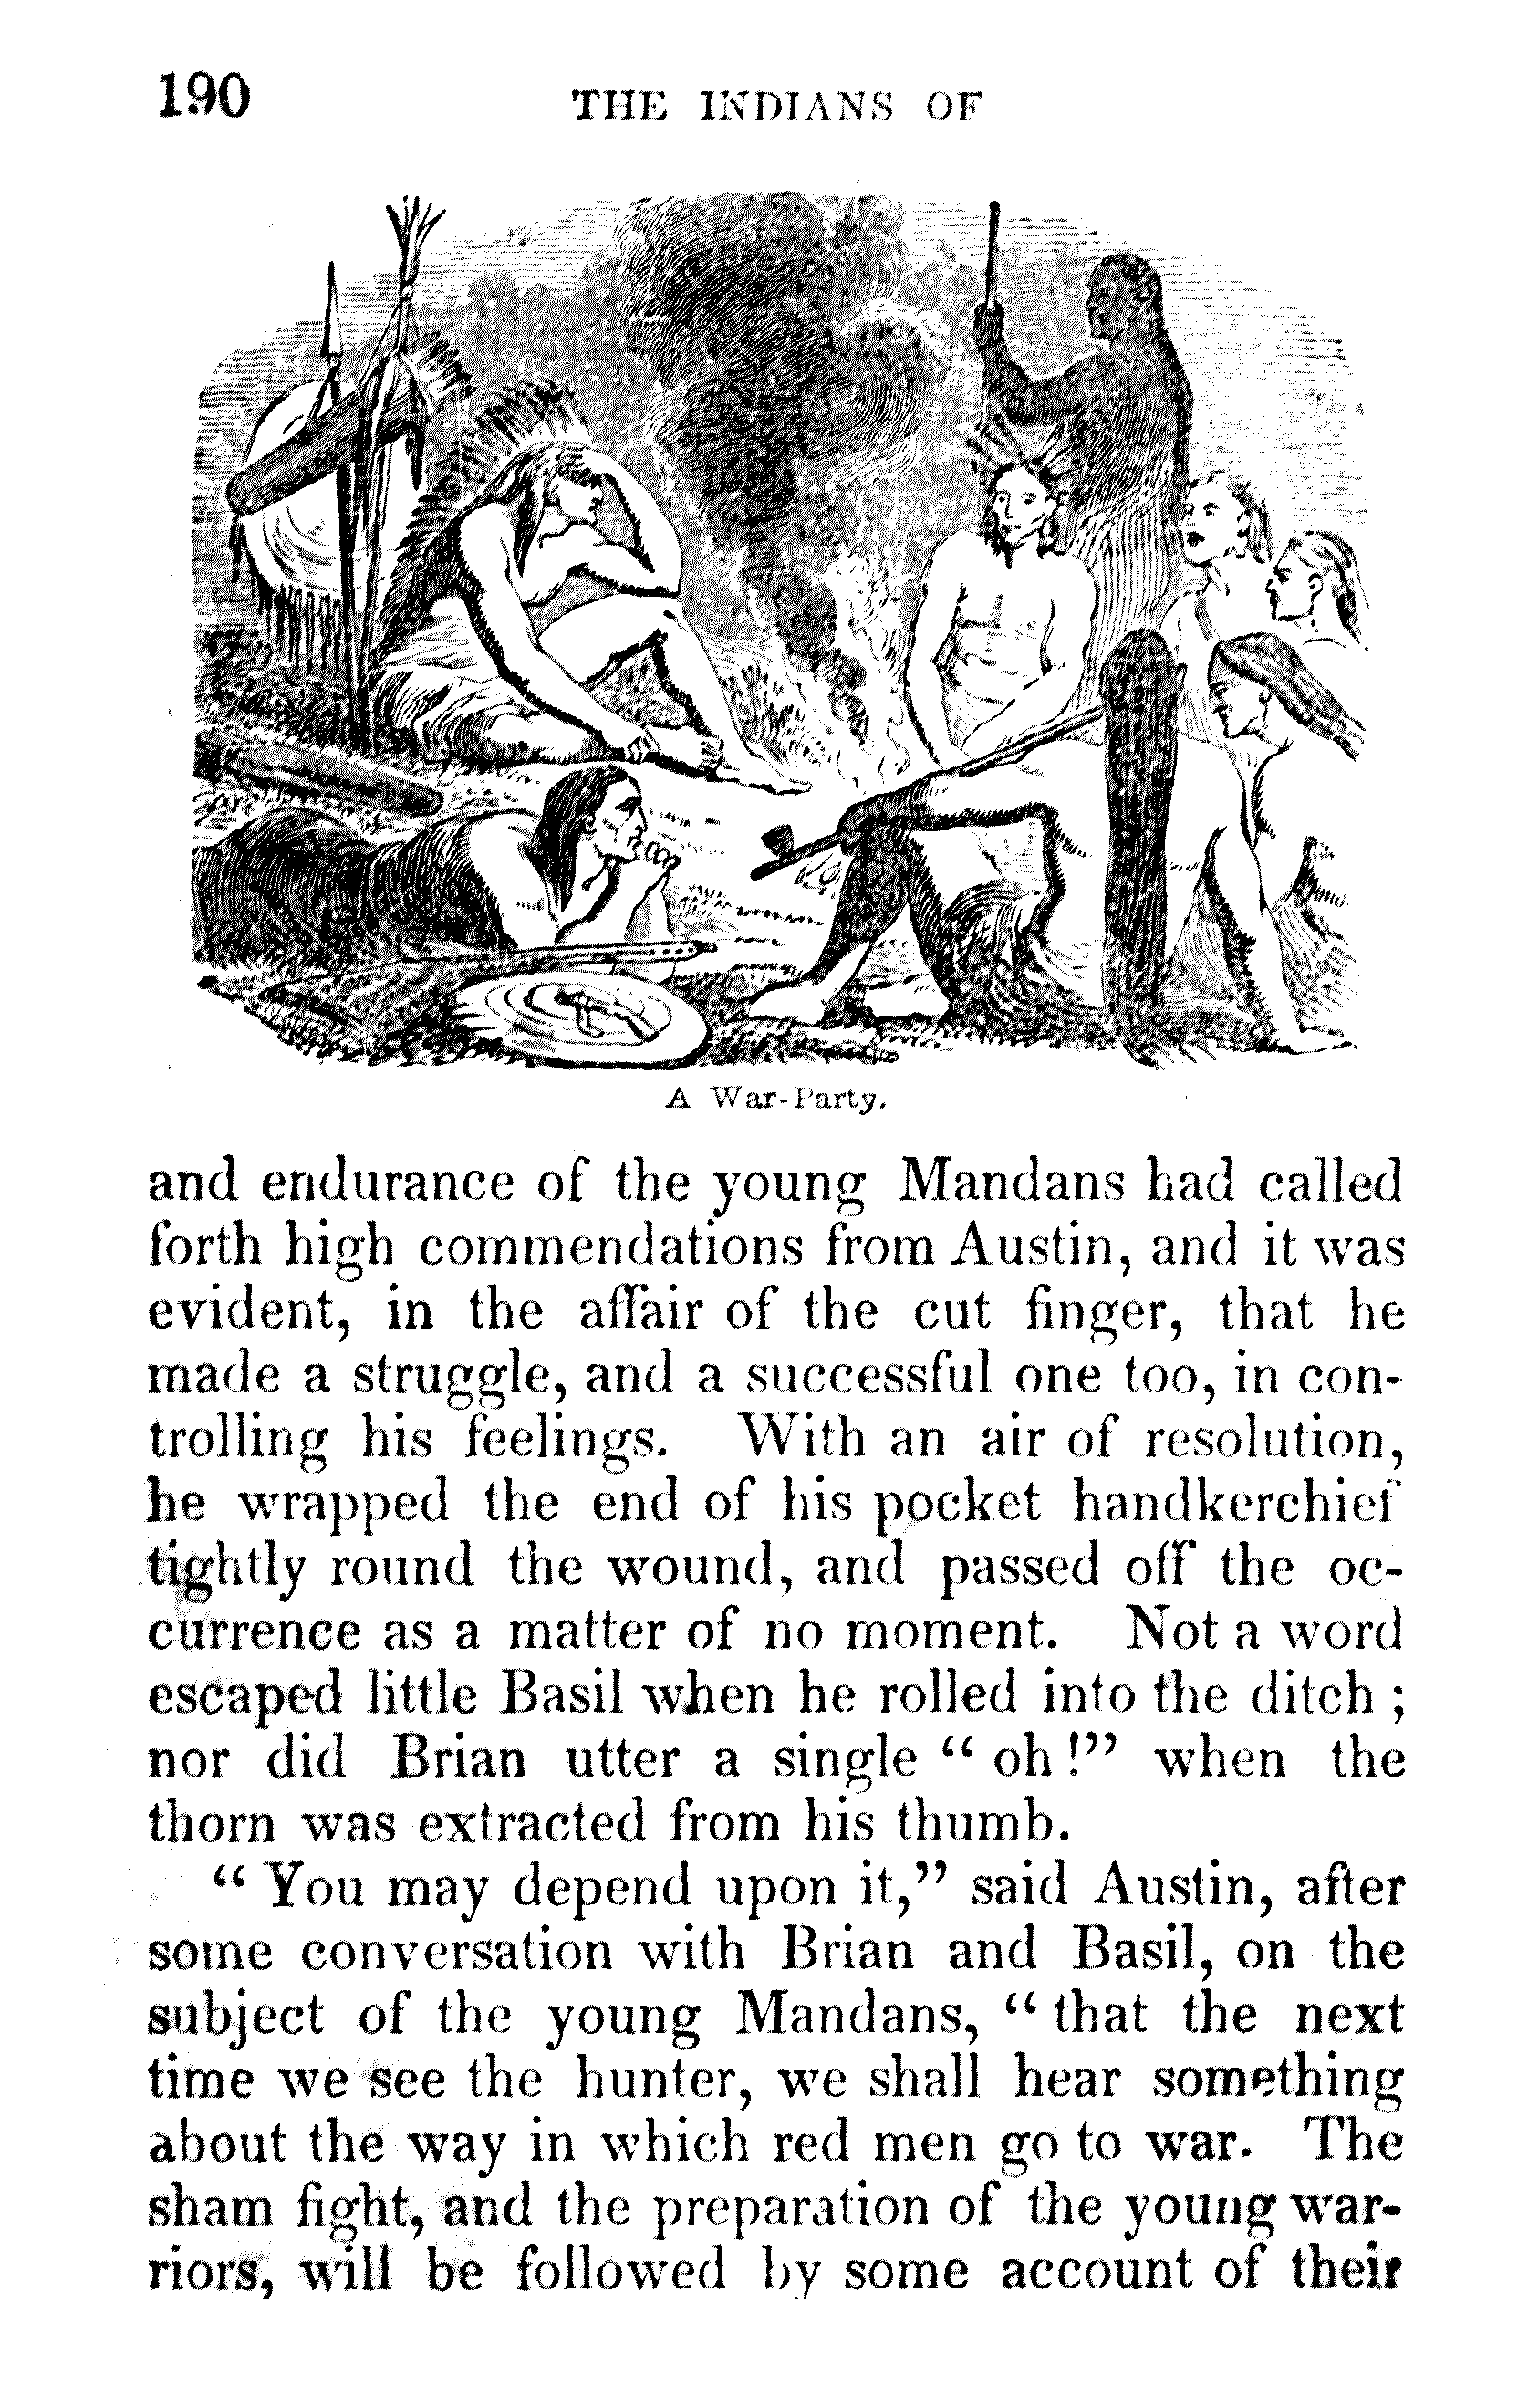 190
THE INDIANS OF
A War-Party.
and endurance of the young Mandans had called
forth high commendations from Austin, and it was
evident, in the affair of the cut finger, that he
made a struggle, and a successful one too, in con-
trolling his feelings. With an air of resolution,
he wrapped the end of his pocket handkerchief
tightly round the wound, and passed off the oc-
currence as a matter of no moment. Not a word
escaped little Basil when he rolled into the ditch ;
nor did Brian utter a single “ oh !” when the
thorn was extracted from his thumb.
“ You may depend upon it,” said Austin, after
some conversation with Brian and Basil, on the
subject of the young Mandans, “ that the next
time we see the hunter, we shall hear something
about the way in which red men go to war. The
sham fight, and the preparation of the young war-
riors, will be followed by some account of their